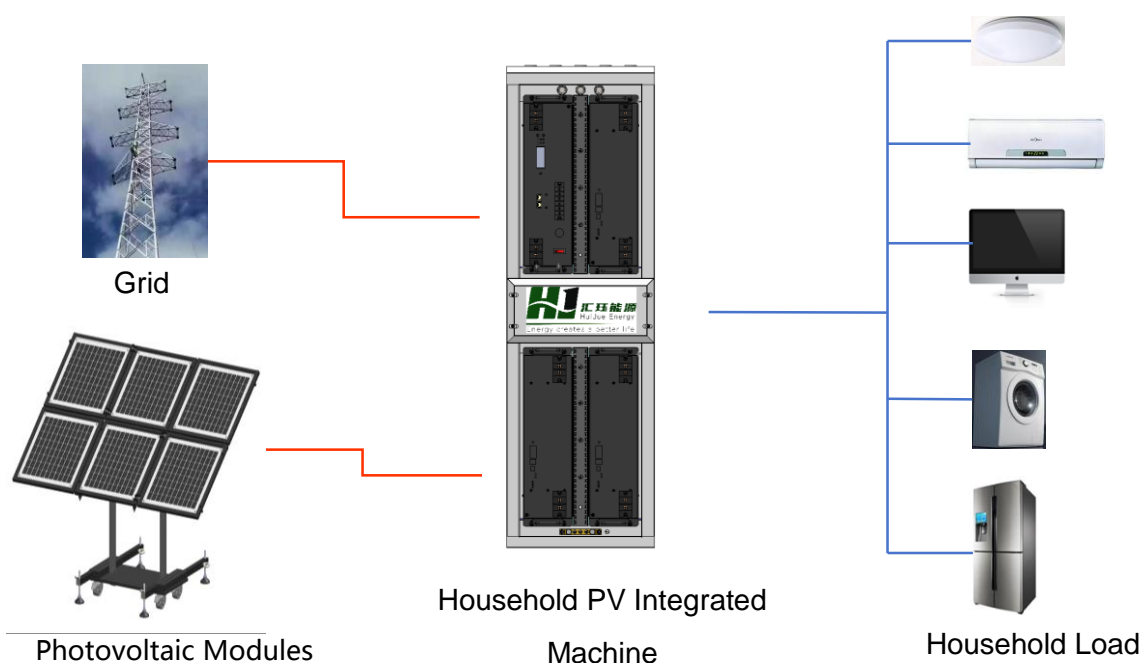 Grid
汇珏能源
HuiJue Energy
Energy creates a better life
Household PV Integrated
Machine
Photovoltaic Modules
Household Load